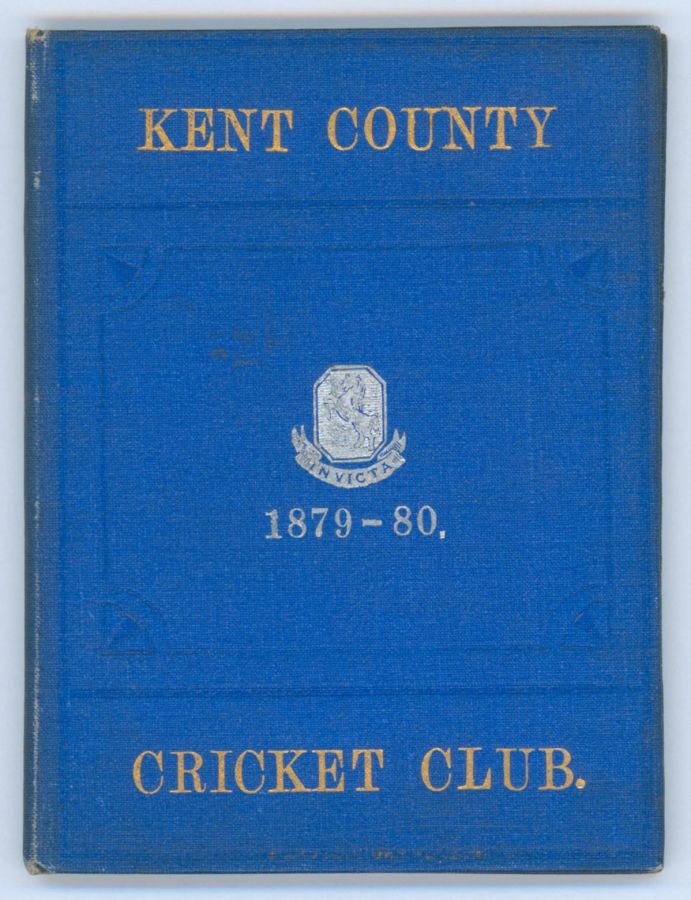 KENT COUNTY
INVICTA
1879-80.
CRICKET CLUB.